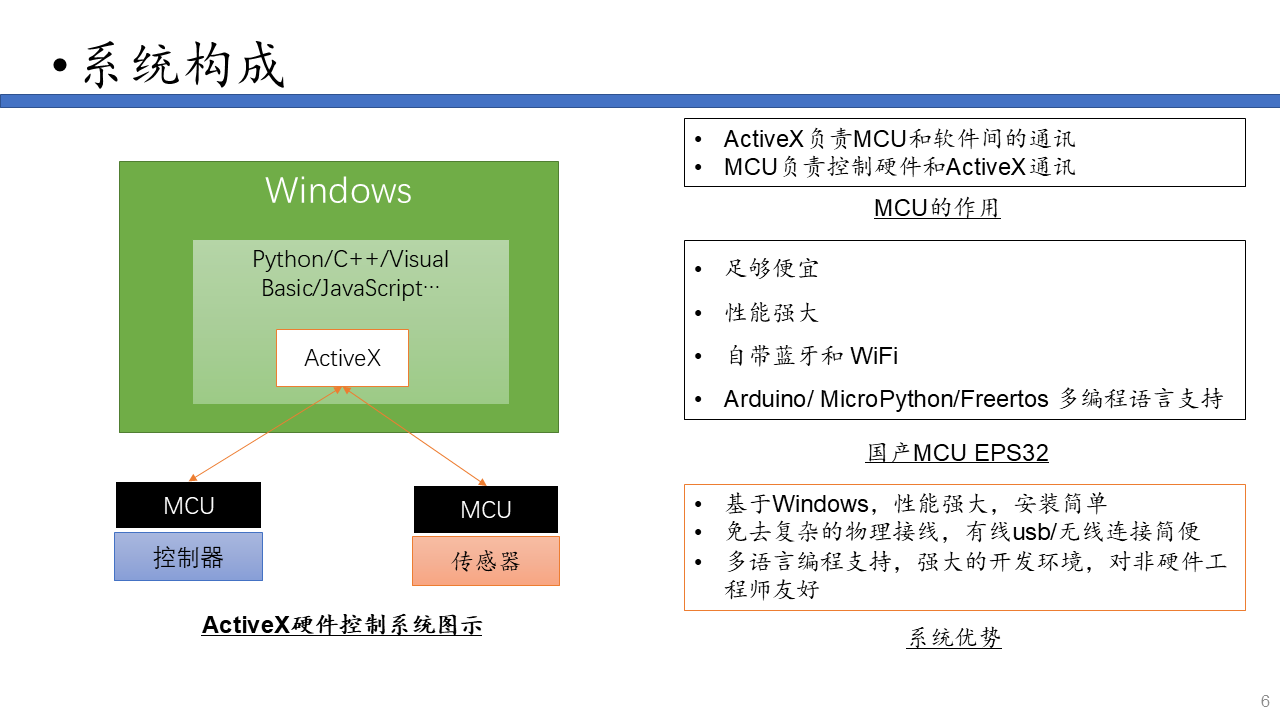 •系统构成
Windows
Python/C++/Visual
Basic/JavaScript…
ActiveX
MCU
控制器
MCU
传感器
ActiveX硬件控制系统图示
• ActiveX负责MCU和软件间的通讯
• MCU负责控制硬件和ActiveX通讯
MCU的作用
• 足够便宜
• 性能强大
• 自带蓝牙和 WiFi
• Arduino/ MicroPython/Freertos 多编程语言支持
国产MCU EPS32
• 基于Windows，性能强大，安装简单
• 免去复杂的物理接线，有线usb/无线连接简便
• 多语言编程支持，强大的开发环境，对非硬件工
程师友好
系统优势
6